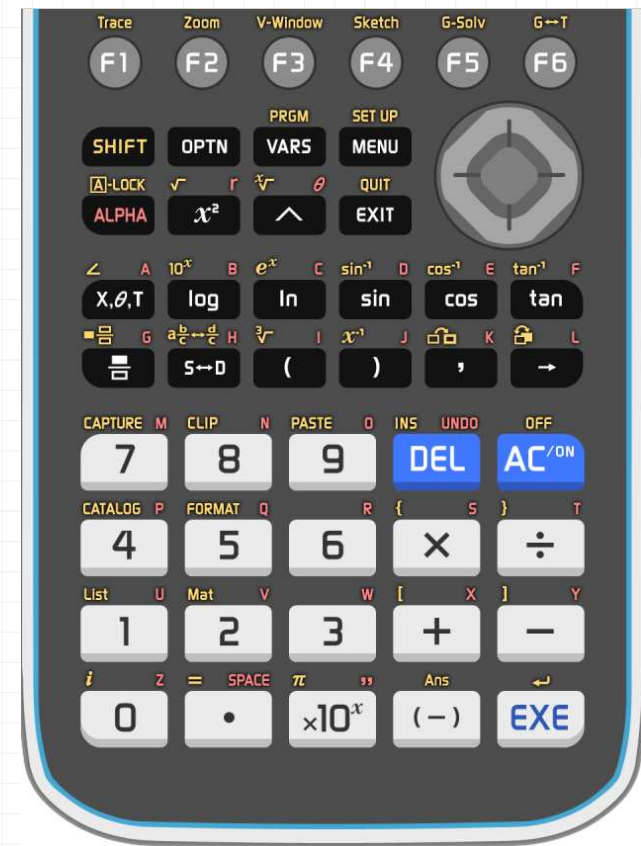 Trace Zoom V-Window Sketch G-Solv G↔T
F1 F2 F3 F4 F5 F6
PRGM SET UP
SHIFT OPTN VARS MENU
A-LOCK √ r ˣ√ θ QUIT
ALPHA x² ^ EXIT
∠ A 10ˣ B eˣ C sin⁻¹ D cos⁻¹ E tan⁻¹ F
X,θ,T log ln sin cos tan
G a b/c↔d/c H ³√ I x⁻¹ J K L
S↔D ( ) , →
CAPTURE M CLIP N PASTE O INS UNDO OFF
7 8 9 DEL AC/ON
CATALOG P FORMAT Q R { S } T
4 5 6 × ÷
List U Mat V W [ X ] Y
1 2 3 + −
i Z = SPACE π " Ans ↵
0 • ×10ˣ (−) EXE